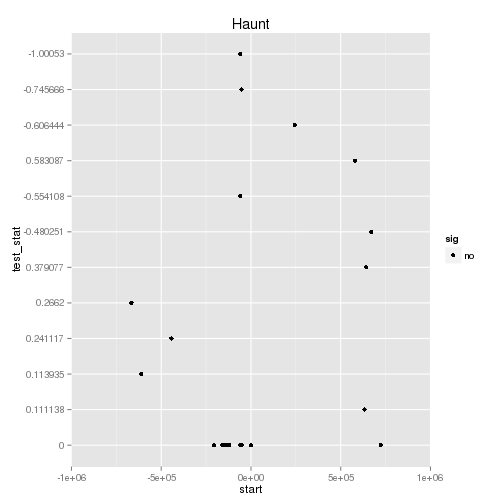 Haunt
-1.00053
-0.745666
-0.606444
0.583087
-0.554108
-0.480251
0.379077
0.2662
0.241117
0.113935
0.111138
0
test_stat
-1e+06
-5e+05
0e+00
5e+05
1e+06
start
sig
no